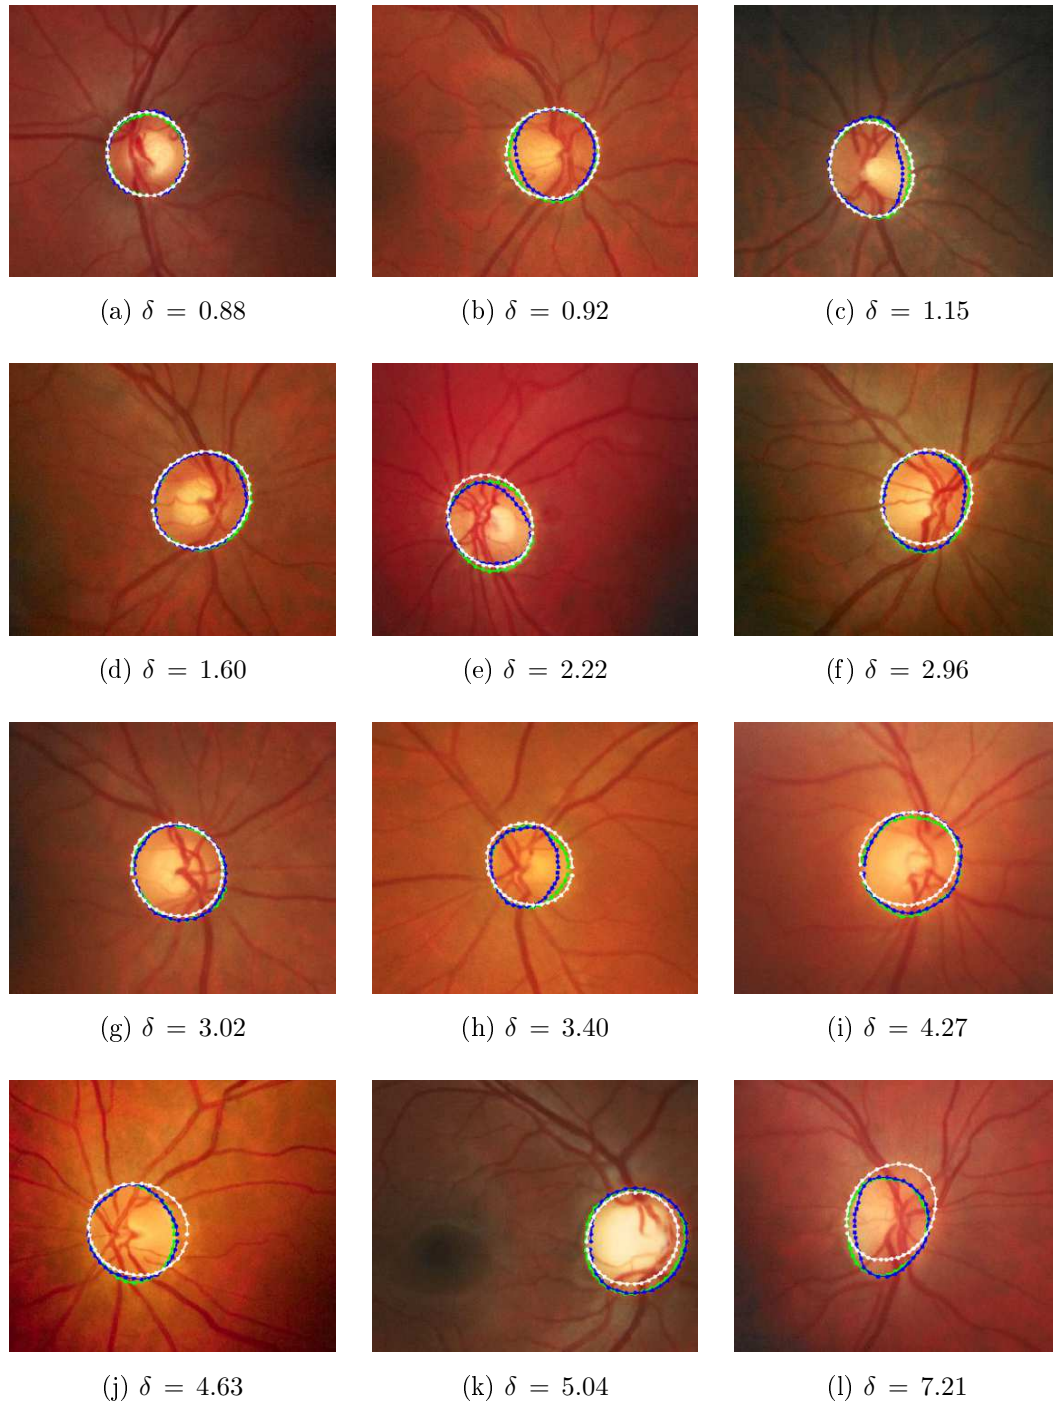 (a) δ = 0.88
(b) δ = 0.92
(c) δ = 1.15
(d) δ = 1.60
(e) δ = 2.22
(f) δ = 2.96
(g) δ = 3.02
(h) δ = 3.40
(i) δ = 4.27
(j) δ = 4.63
(k) δ = 5.04
(l) δ = 7.21